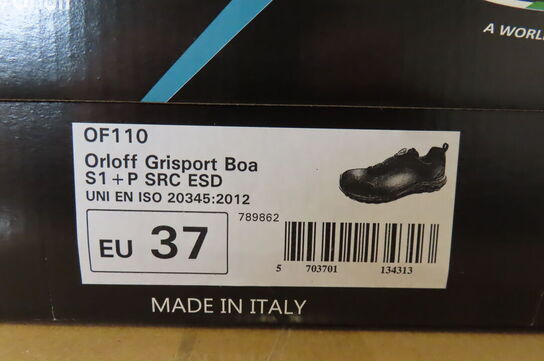 A WORL
OF110
Orloff Grisport Boa
S1+P SRC ESD
UNI EN ISO 20345:2012
789862
EU 37
5 703701 134313
MADE IN ITALY